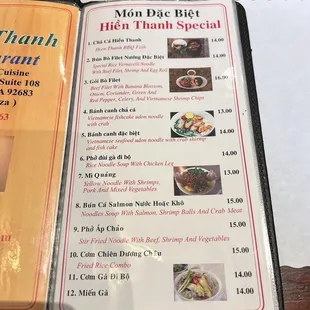 Thanh
urant
Cuisine
Suite 108
A 92683
za )
63
Món Đặc Biệt
Hiền Thanh Special
1. Chả Cá Hiền Thanh 14.00
Hien Thanh BBQ Fish
2. Bún Bò Filet Nướng Đặc Biệt 14.00
Special Rice Vermicelli Noodle
With Beef Filet, Shrimp And Egg Roll
3. Gỏi Bò Filet 16.00
Beef Filet With Banana Blossom,
Onion, Coriander, Green And
Red Pepper, Celery, And Vietnamese Shrimp Chips
4. Bánh canh chả cá 14.00
Vietnamese fishcake udon noodle
with crab
5. Bánh canh đặc biệt 15.00
Vietnamese seafood udon noodle with crab shrimp
and fish cake
6. Phở đùi gà đi bộ 14.00
Rice Noodle Soup With Chicken Leg
7. Mì Quảng 13.00
Yellow Noodle With Shrimps,
Pork And Mixed Vegetables
8. Bún Cá Salmon Nước Hoặc Khô 15.00
Noodles Soup With Salmon, Shrimp Balls And Crab Meat
9. Phở Áp Chảo 15.00
Stir Fried Noodle With Beef, Shrimp And Vegetables
10. Cơm Chiên Dương Châu 14.00
Fried Rice Combo
11. Cơm Gà Đi Bộ 15.00
12. Miến Gà 14.00